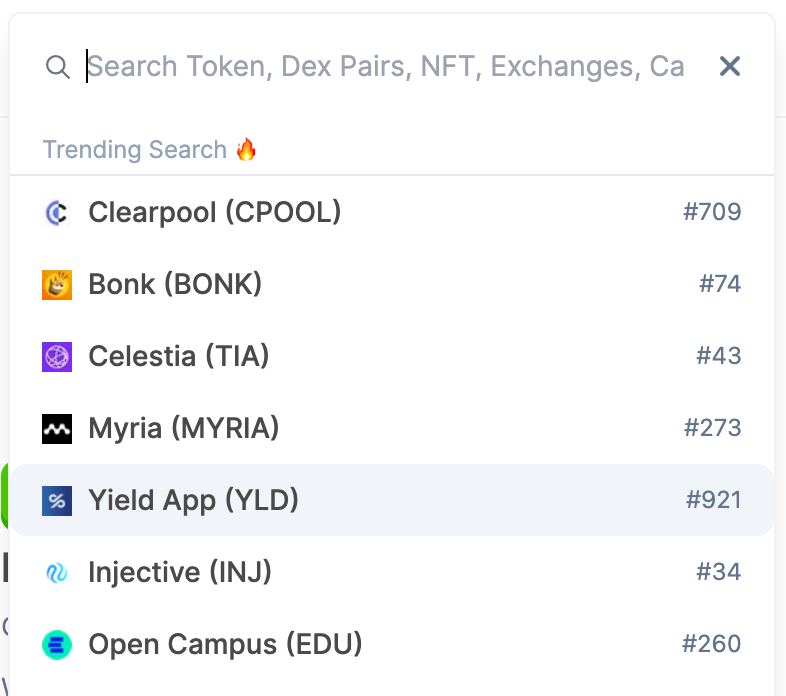 Search Token, Dex Pairs, NFT, Exchanges, Ca
Trending Search 🔥
Clearpool (CPOOL) #709
Bonk (BONK) #74
Celestia (TIA) #43
Myria (MYRIA) #273
Yield App (YLD) #921
Injective (INJ) #34
Open Campus (EDU) #260